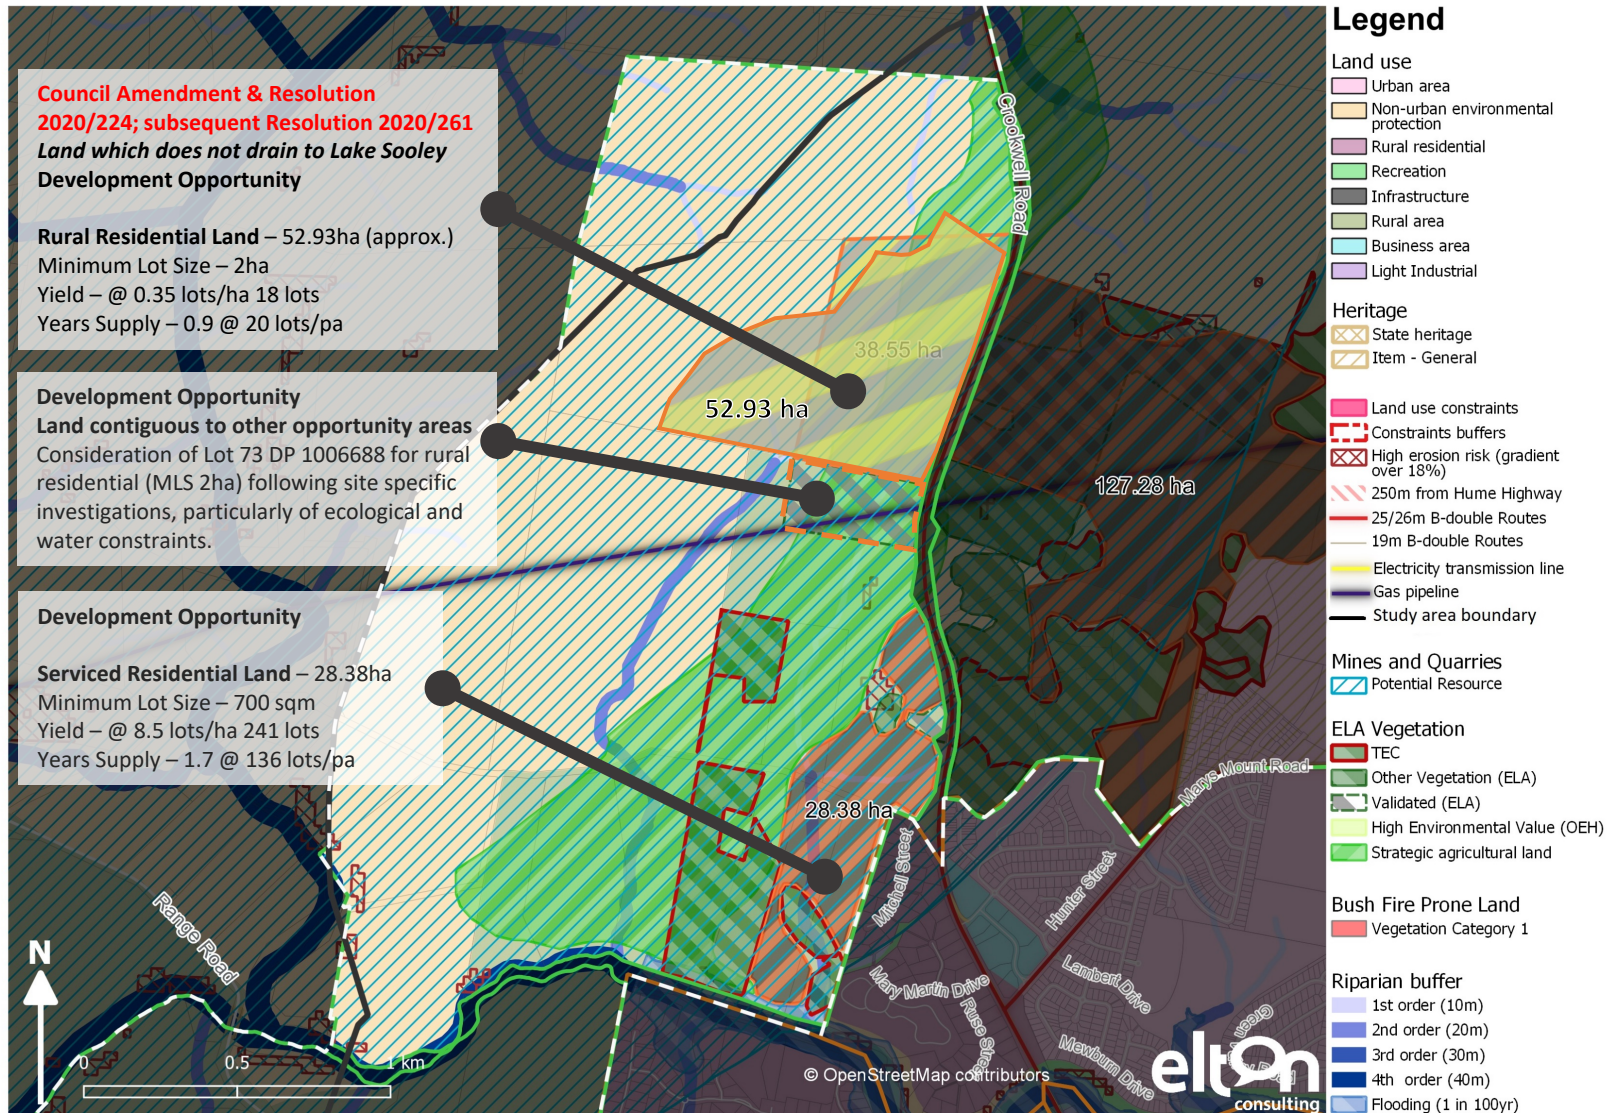 Council Amendment & Resolution
2020/224; subsequent Resolution 2020/261
Land which does not drain to Lake Sooley
Development Opportunity
Rural Residential Land – 52.93ha (approx.)
Minimum Lot Size – 2ha
Yield – @ 0.35 lots/ha 18 lots
Years Supply – 0.9 @ 20 lots/pa
Development Opportunity
Land contiguous to other opportunity areas
Consideration of Lot 73 DP 1006688 for rural
residential (MLS 2ha) following site specific
investigations, particularly of ecological and
water constraints.
Development Opportunity
Serviced Residential Land – 28.38ha
Minimum Lot Size – 700 sqm
Yield – @ 8.5 lots/ha 241 lots
Years Supply – 1.7 @ 136 lots/pa
Crookwell Road
38.55 ha
52.93 ha
127.28 ha
28.38 ha
Marys Mount Road
Mitchell Street
Hunter Street
Range Road
Mary Martin Drive
Ruse Street
Lambert Drive
Mewburn Drive
N
0
0.5
1 km
© OpenStreetMap contributors
elton
consulting
Legend
Land use
Urban area
Non-urban environmental
protection
Rural residential
Recreation
Infrastructure
Rural area
Business area
Light Industrial
Heritage
State heritage
Item - General
Land use constraints
Constraints buffers
High erosion risk (gradient
over 18%)
250m from Hume Highway
25/26m B-double Routes
19m B-double Routes
Electricity transmission line
Gas pipeline
Study area boundary
Mines and Quarries
Potential Resource
ELA Vegetation
TEC
Other Vegetation (ELA)
Validated (ELA)
High Environmental Value (OEH)
Strategic agricultural land
Bush Fire Prone Land
Vegetation Category 1
Riparian buffer
1st order (10m)
2nd order (20m)
3rd order (30m)
4th order (40m)
Flooding (1 in 100yr)